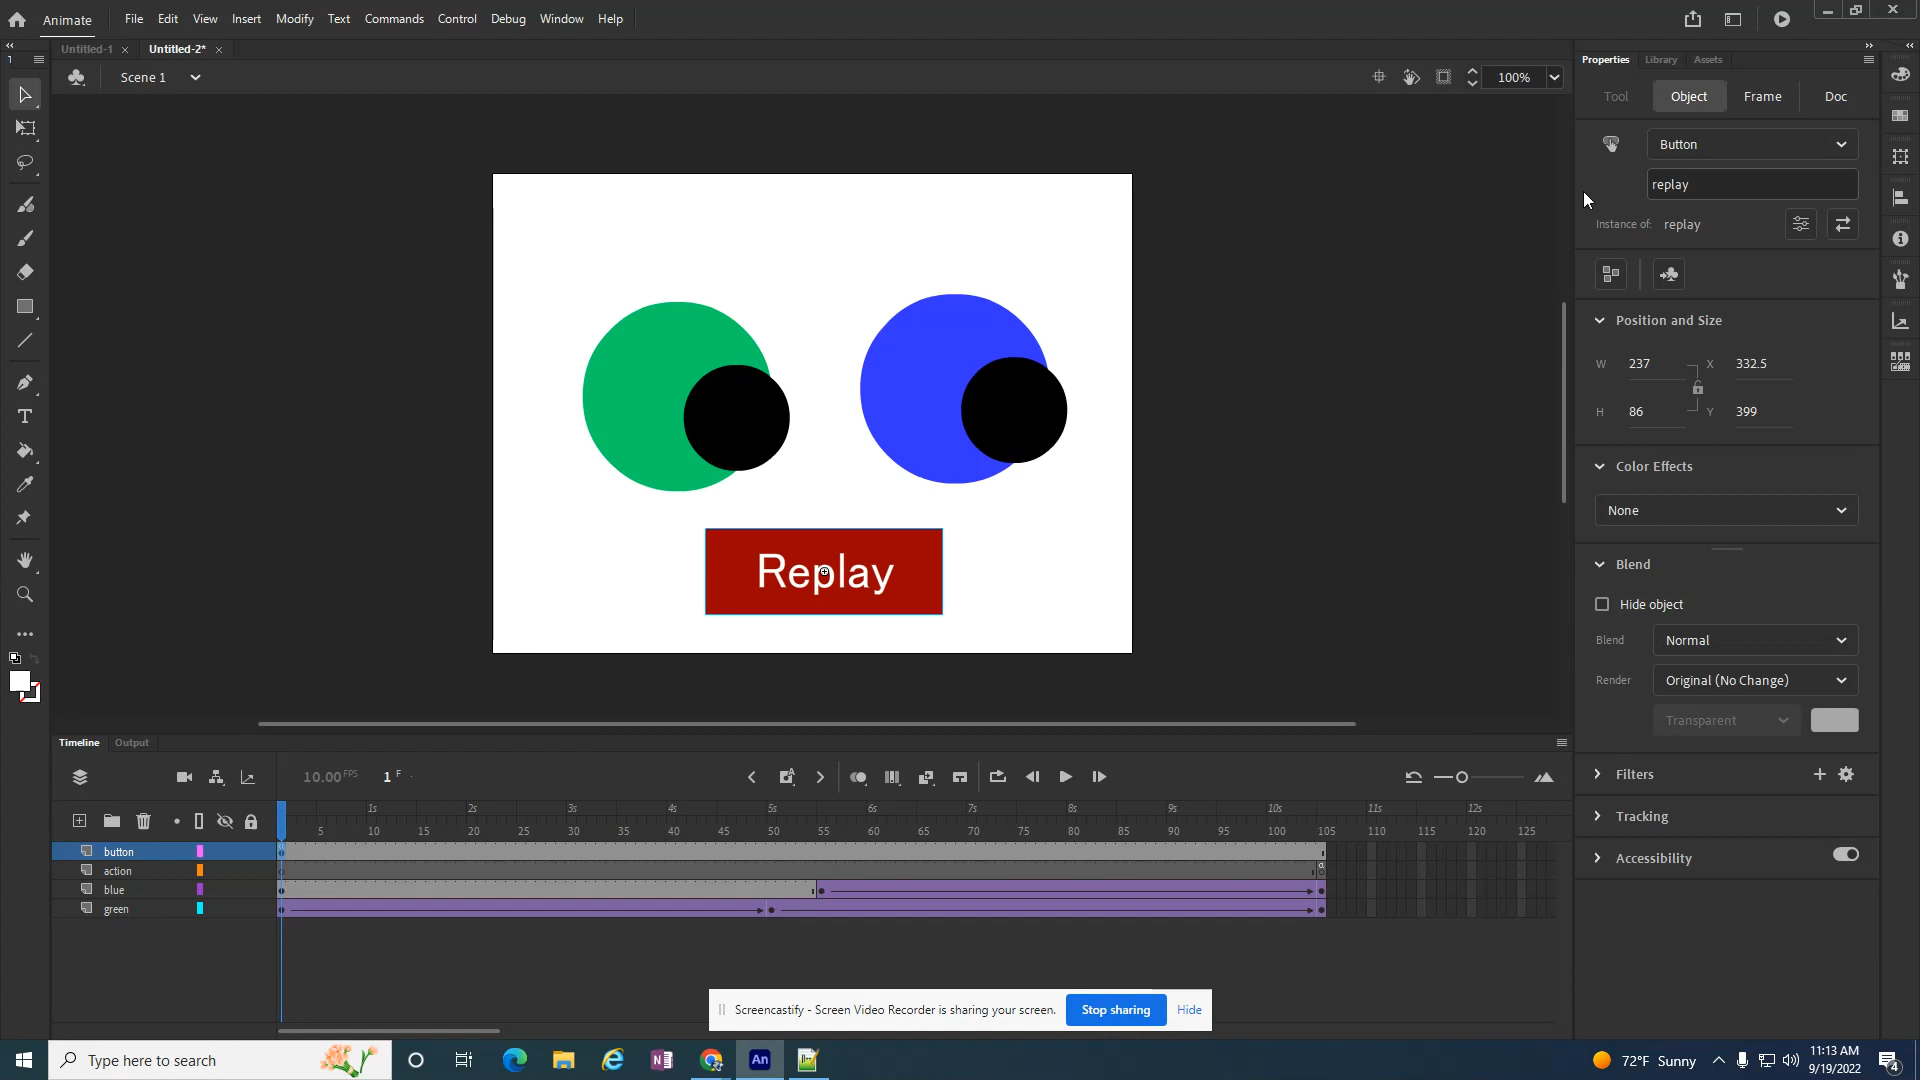 Animate File Edit View Insert Modify Text Commands Control Debug Window Help
Untitled-1 × Untitled-2* ×
Scene 1
100%
Properties Library Assets
Tool Object Frame Doc
Button
replay
Instance of: replay
Position and Size
W 237 X 332.5
H 86 Y 399
Color Effects
None
Blend
Hide object
Blend Normal
Render Original (No Change)
Transparent
Filters
Tracking
Accessibility
Replay
Timeline Output
10.00 FPS 1 F
1s 2s 3s 4s 5s 6s 7s 8s 9s 10s 11s 12s
5 10 15 20 25 30 35 40 45 50 55 60 65 70 75 80 85 90 95 100 105 110 115 120 125
button
action
blue
green
Screencastify - Screen Video Recorder is sharing your screen. Stop sharing Hide
Type here to search
An
72°F Sunny
11:13 AM
9/19/2022
4